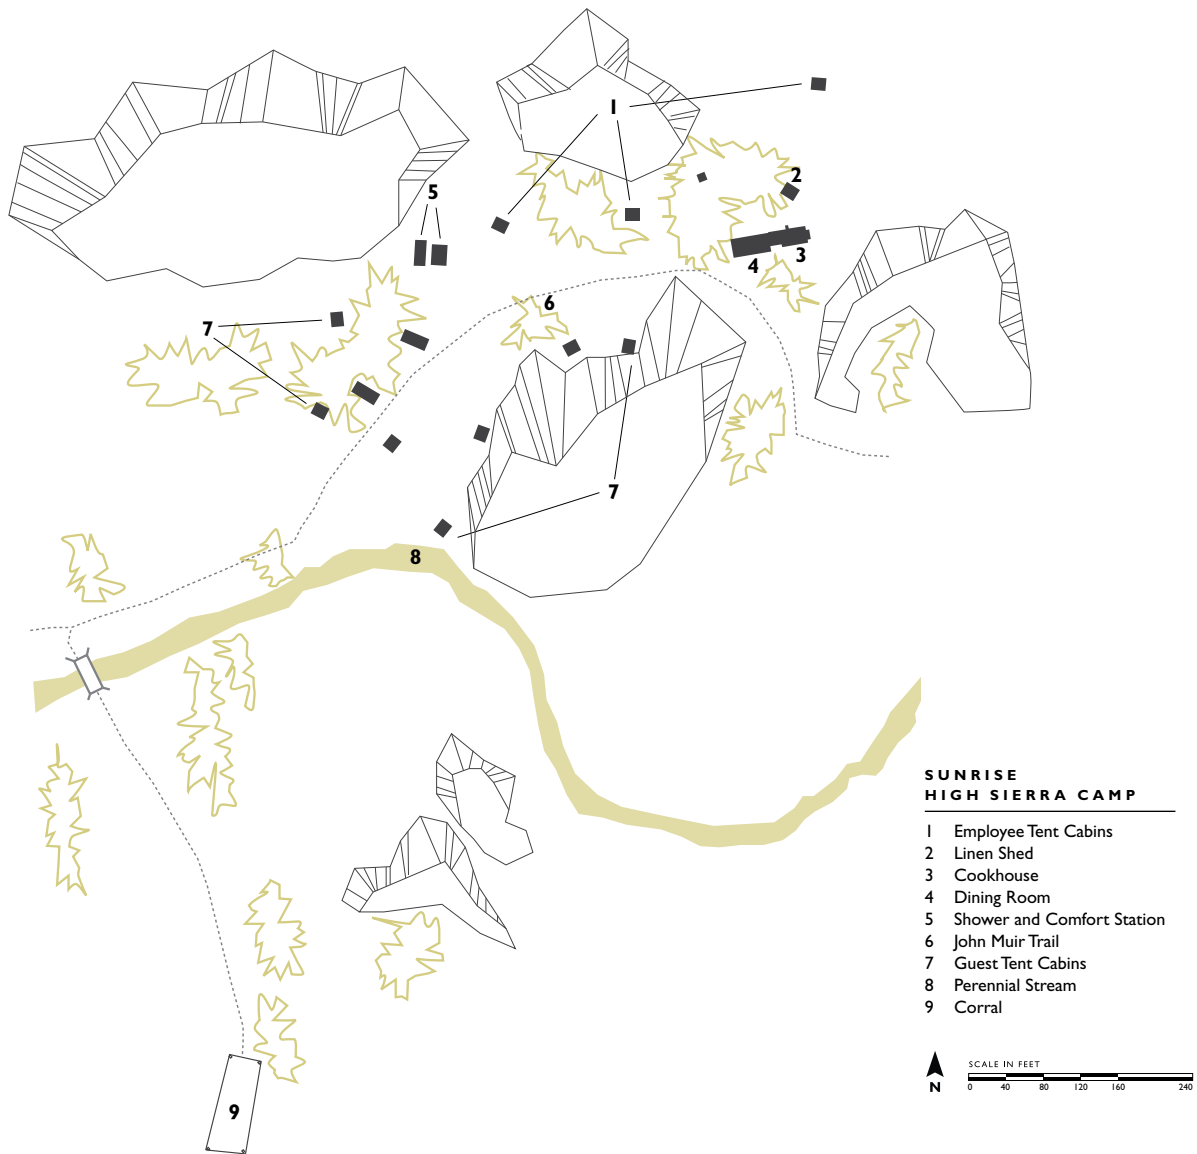 1
2
5
3
4
6
7
7
8
9
SUNRISE
HIGH SIERRA CAMP
1 Employee Tent Cabins
2 Linen Shed
3 Cookhouse
4 Dining Room
5 Shower and Comfort Station
6 John Muir Trail
7 Guest Tent Cabins
8 Perennial Stream
9 Corral
N
SCALE IN FEET
0 40 80 120 160 240